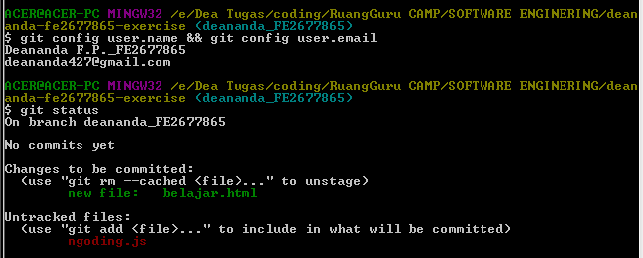 ACER@ACER-PC MINGW32 /e/Dea Tugas/coding/RuangGuru CAMP/SOFTWARE ENGINERING/dean
anda-fe2677865-exercise (deananda_FE2677865)
$ git config user.name && git config user.email
Deananda F.P._FE2677865
deananda427@gmail.com
ACER@ACER-PC MINGW32 /e/Dea Tugas/coding/RuangGuru CAMP/SOFTWARE ENGINERING/dean
anda-fe2677865-exercise (deananda_FE2677865)
$ git status
On branch deananda_FE2677865
No commits yet
Changes to be committed:
  (use "git rm --cached <file>..." to unstage)
        new file:   belajar.html
Untracked files:
  (use "git add <file>..." to include in what will be committed)
        ngoding.js